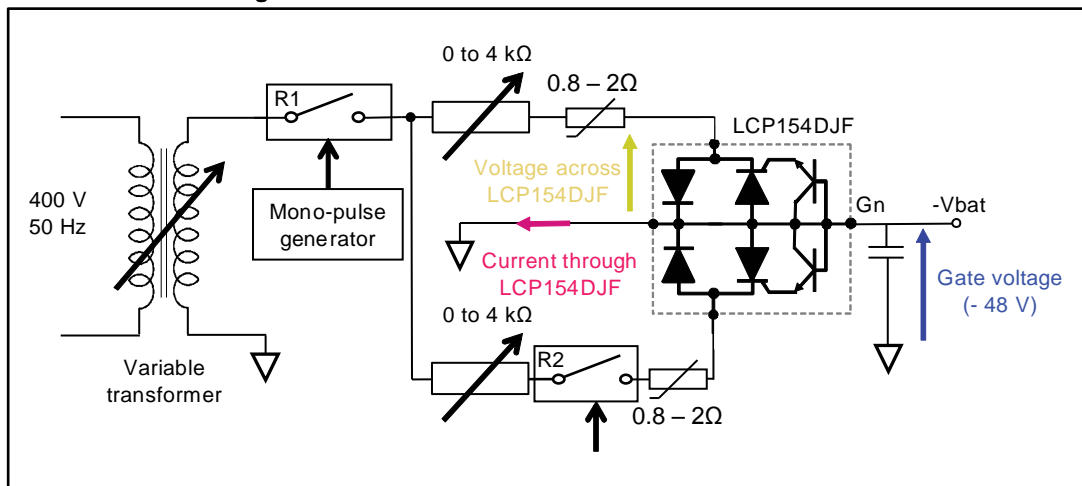 0 to 4 kΩ
0.8 – 2Ω
R1
LCP154DJF
Voltage across
LCP154DJF
400 V
50 Hz
Mono-pulse
generator
Gn
-Vbat
Current through
LCP154DJF
Gate voltage
(- 48 V)
0 to 4 kΩ
R2
Variable
transformer
0.8 – 2Ω